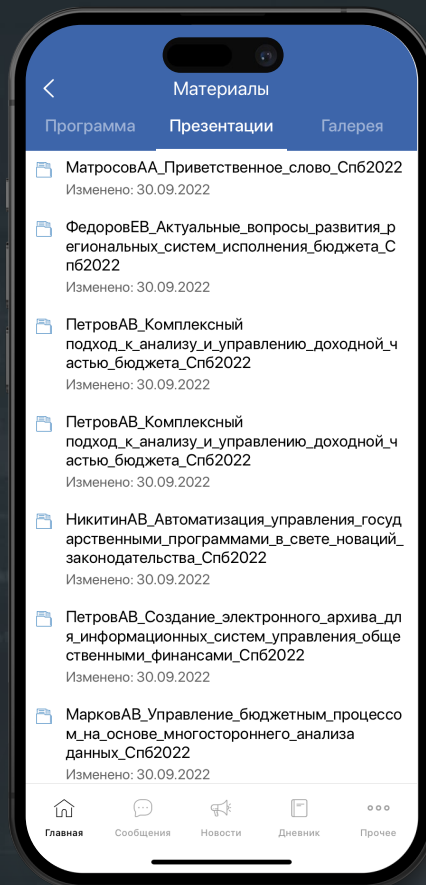 Материалы
Программа Презентации Галерея
МатросовАА_Приветственное_слово_Спб2022
Изменено: 30.09.2022
ФедоровЕВ_Актуальные_вопросы_развития_р
егиональных_систем_исполнения_бюджета_С
пб2022
Изменено: 30.09.2022
ПетровАВ_Комплексный
подход_к_анализу_и_управлению_доходной_ч
астью_бюджета_Спб2022
Изменено: 30.09.2022
ПетровАВ_Комплексный
подход_к_анализу_и_управлению_доходной_ч
астью_бюджета_Спб2022
Изменено: 30.09.2022
НикитинАВ_Автоматизация_управления_госуд
арственными_программами_в_свете_новаций_
законодательства_Спб2022
Изменено: 30.09.2022
ПетровАВ_Создание_электронного_архива_дл
я_информационных_систем_управления_обще
ственными_финансами_Спб2022
Изменено: 30.09.2022
МарковАВ_Управление_бюджетным_процессо
м_на_основе_многостороннего_анализа
данных_Спб2022
Изменено: 30.09.2022
Главная Сообщения Новости Дневник Прочее